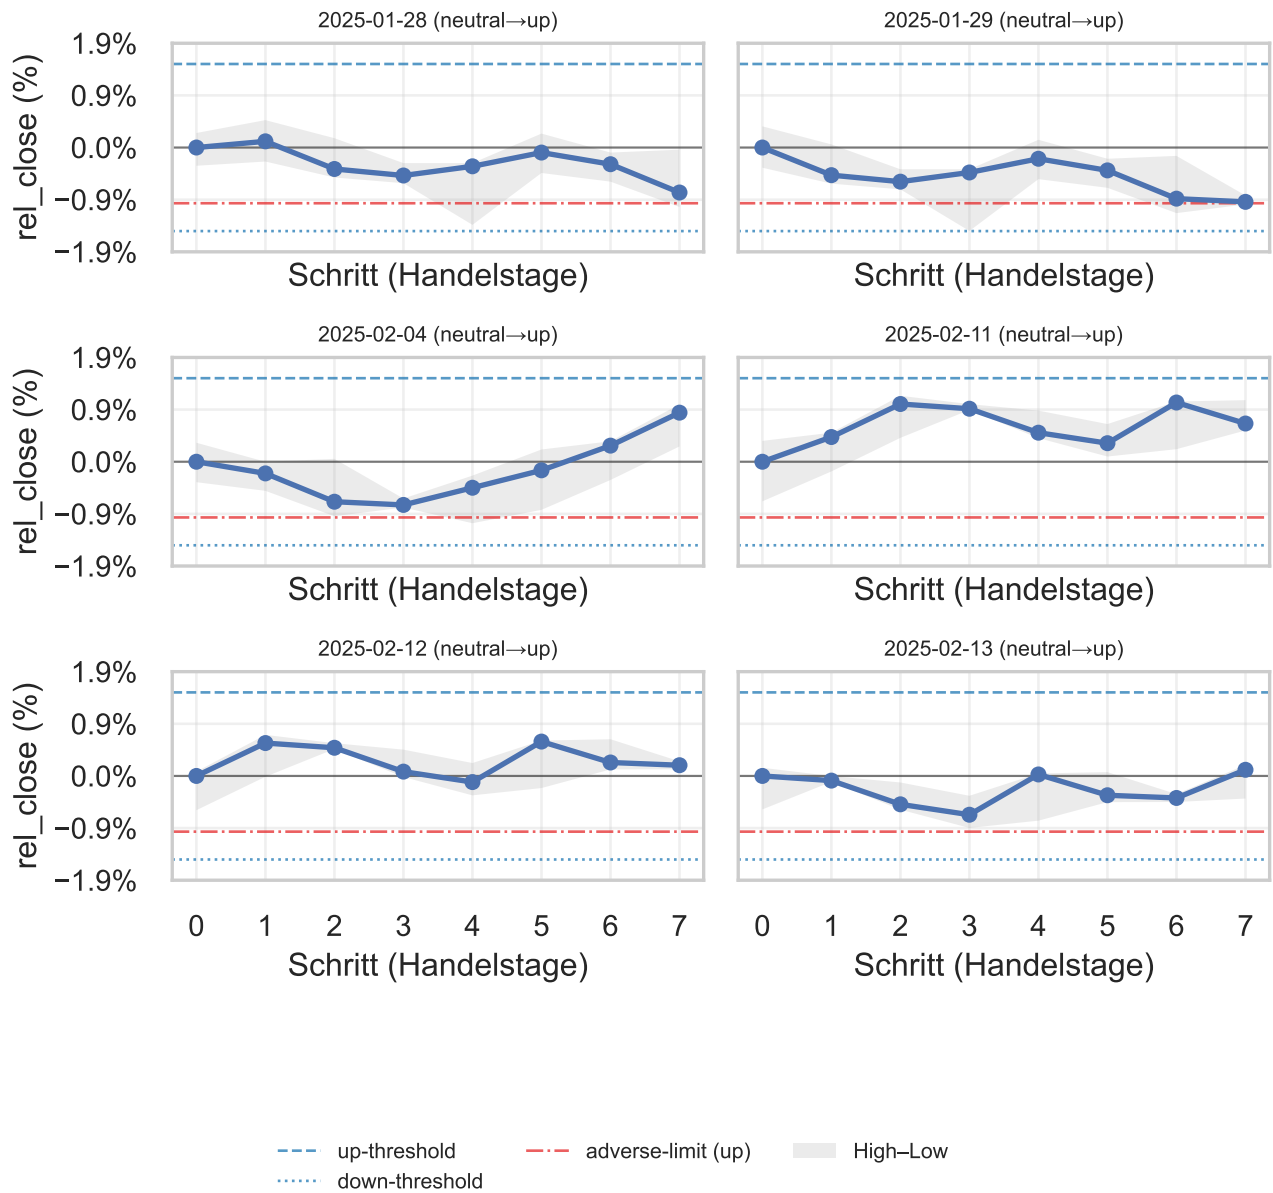 2025-01-28 (neutral→up)
2025-01-29 (neutral→up)
1.9%
0.9%
0.0%
−0.9%
−1.9%
rel_close (%)
Schritt (Handelstage)
Schritt (Handelstage)
2025-02-04 (neutral→up)
2025-02-11 (neutral→up)
1.9%
0.9%
0.0%
−0.9%
−1.9%
rel_close (%)
Schritt (Handelstage)
Schritt (Handelstage)
2025-02-12 (neutral→up)
2025-02-13 (neutral→up)
1.9%
0.9%
0.0%
−0.9%
−1.9%
rel_close (%)
0 1 2 3 4 5 6 7
0 1 2 3 4 5 6 7
Schritt (Handelstage)
Schritt (Handelstage)
up-threshold
adverse-limit (up)
High–Low
down-threshold